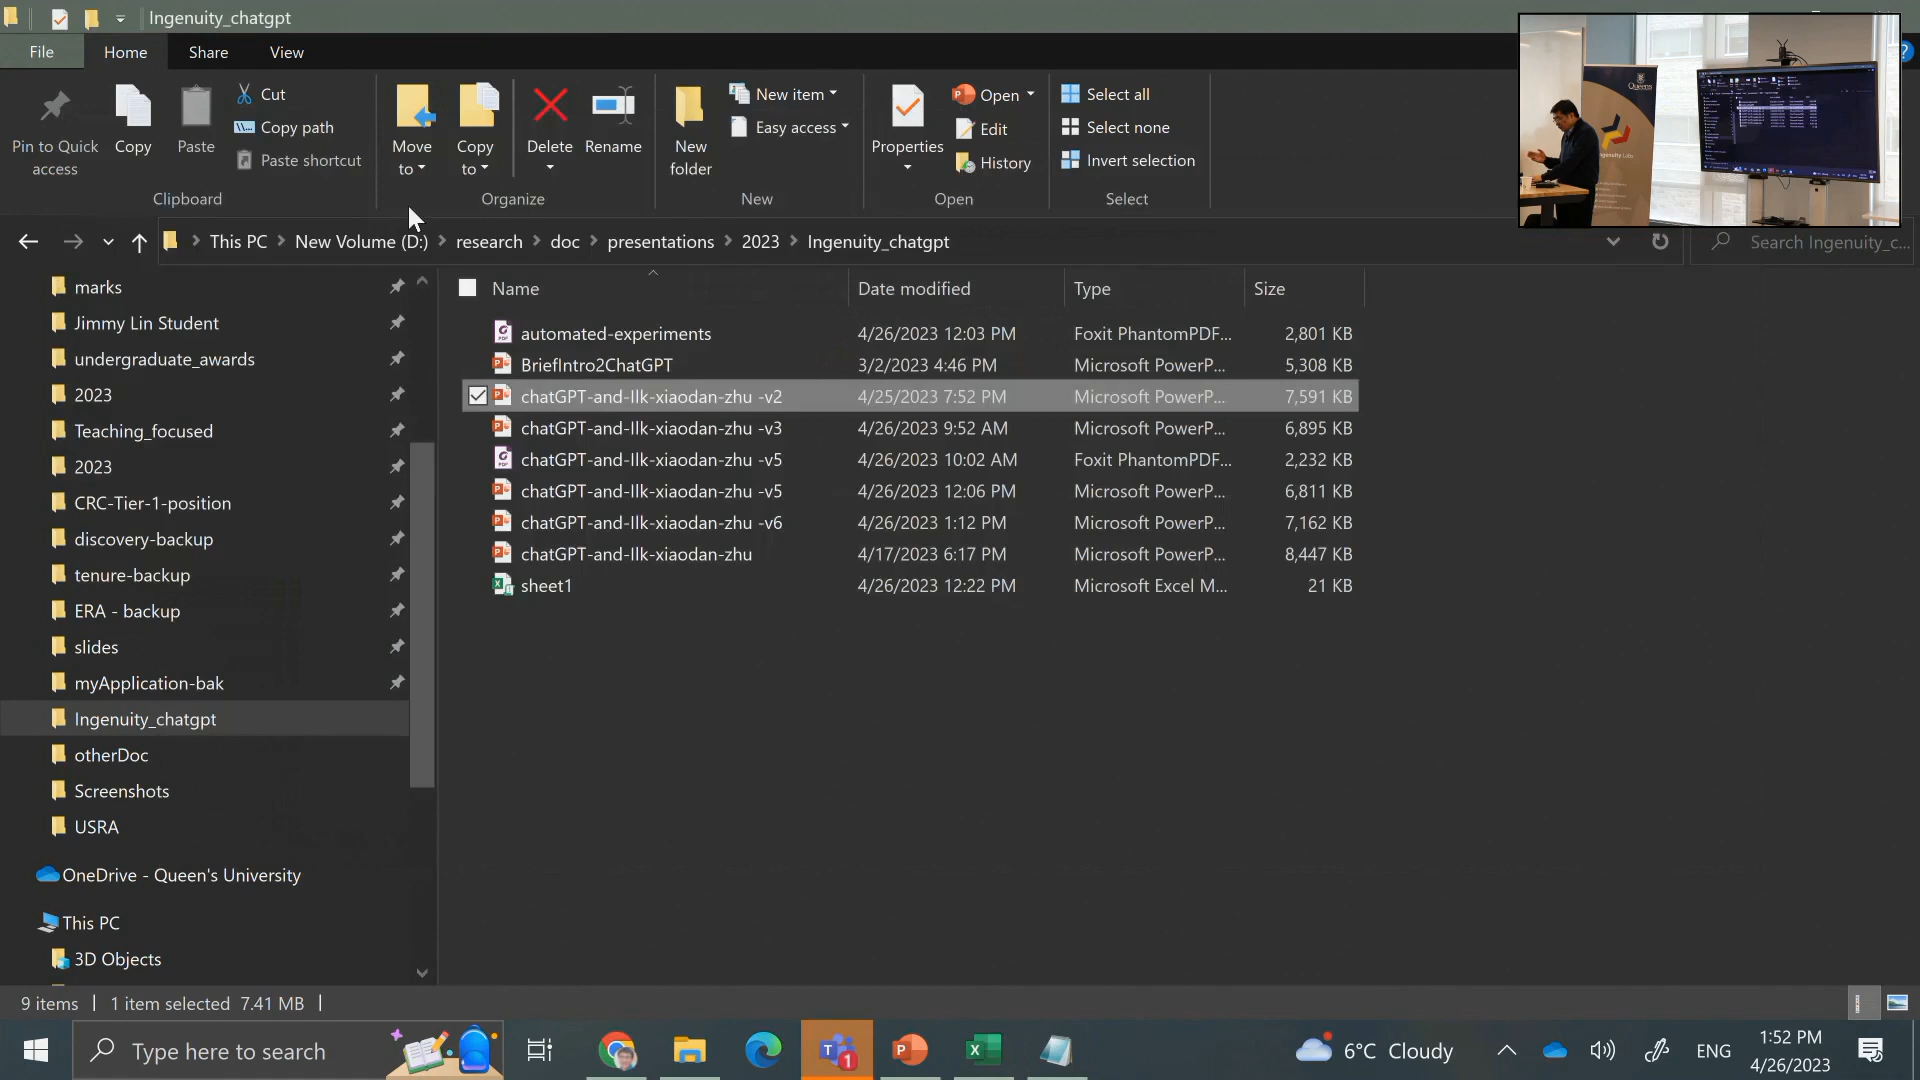 Ingenuity_chatgpt
File Home Share View
Pin to Quick access
Copy
Paste
Cut
Copy path
Paste shortcut
Clipboard
Move to
Copy to
Delete
Rename
Organize
New folder
New item
Easy access
New
Properties
Open
Edit
History
Open
Select all
Select none
Invert selection
Select
Queen's
Ingenuity Labs
This PC New Volume (D:) research doc presentations 2023 Ingenuity_chatgpt
Search Ingenuity_c...
marks
Jimmy Lin Student
undergraduate_awards
2023
Teaching_focused
2023
CRC-Tier-1-position
discovery-backup
tenure-backup
ERA - backup
slides
myApplication-bak
Ingenuity_chatgpt
otherDoc
Screenshots
USRA
OneDrive - Queen's University
This PC
3D Objects
Name Date modified Type Size
automated-experiments 4/26/2023 12:03 PM Foxit PhantomPDF... 2,801 KB
BriefIntro2ChatGPT 3/2/2023 4:46 PM Microsoft PowerP... 5,308 KB
chatGPT-and-Ilk-xiaodan-zhu -v2 4/25/2023 7:52 PM Microsoft PowerP... 7,591 KB
chatGPT-and-Ilk-xiaodan-zhu -v3 4/26/2023 9:52 AM Microsoft PowerP... 6,895 KB
chatGPT-and-Ilk-xiaodan-zhu -v5 4/26/2023 10:02 AM Foxit PhantomPDF... 2,232 KB
chatGPT-and-Ilk-xiaodan-zhu -v5 4/26/2023 12:06 PM Microsoft PowerP... 6,811 KB
chatGPT-and-Ilk-xiaodan-zhu -v6 4/26/2023 1:12 PM Microsoft PowerP... 7,162 KB
chatGPT-and-Ilk-xiaodan-zhu 4/17/2023 6:17 PM Microsoft PowerP... 8,447 KB
sheet1 4/26/2023 12:22 PM Microsoft Excel M... 21 KB
9 items 1 item selected 7.41 MB
Type here to search
1
6°C Cloudy
ENG
1:52 PM
4/26/2023